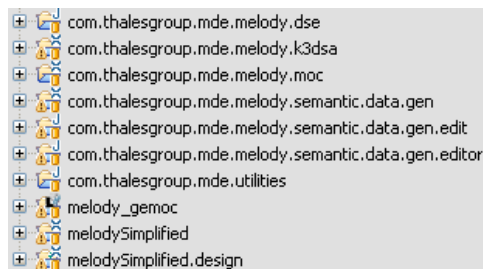 com.thalesgroup.mde.melody.dse
com.thalesgroup.mde.melody.k3dsa
com.thalesgroup.mde.melody.moc
com.thalesgroup.mde.melody.semantic.data.gen
com.thalesgroup.mde.melody.semantic.data.gen.edit
com.thalesgroup.mde.melody.semantic.data.gen.editor
com.thalesgroup.mde.utilities
melody_gemoc
melodySimplified
melodySimplified.design